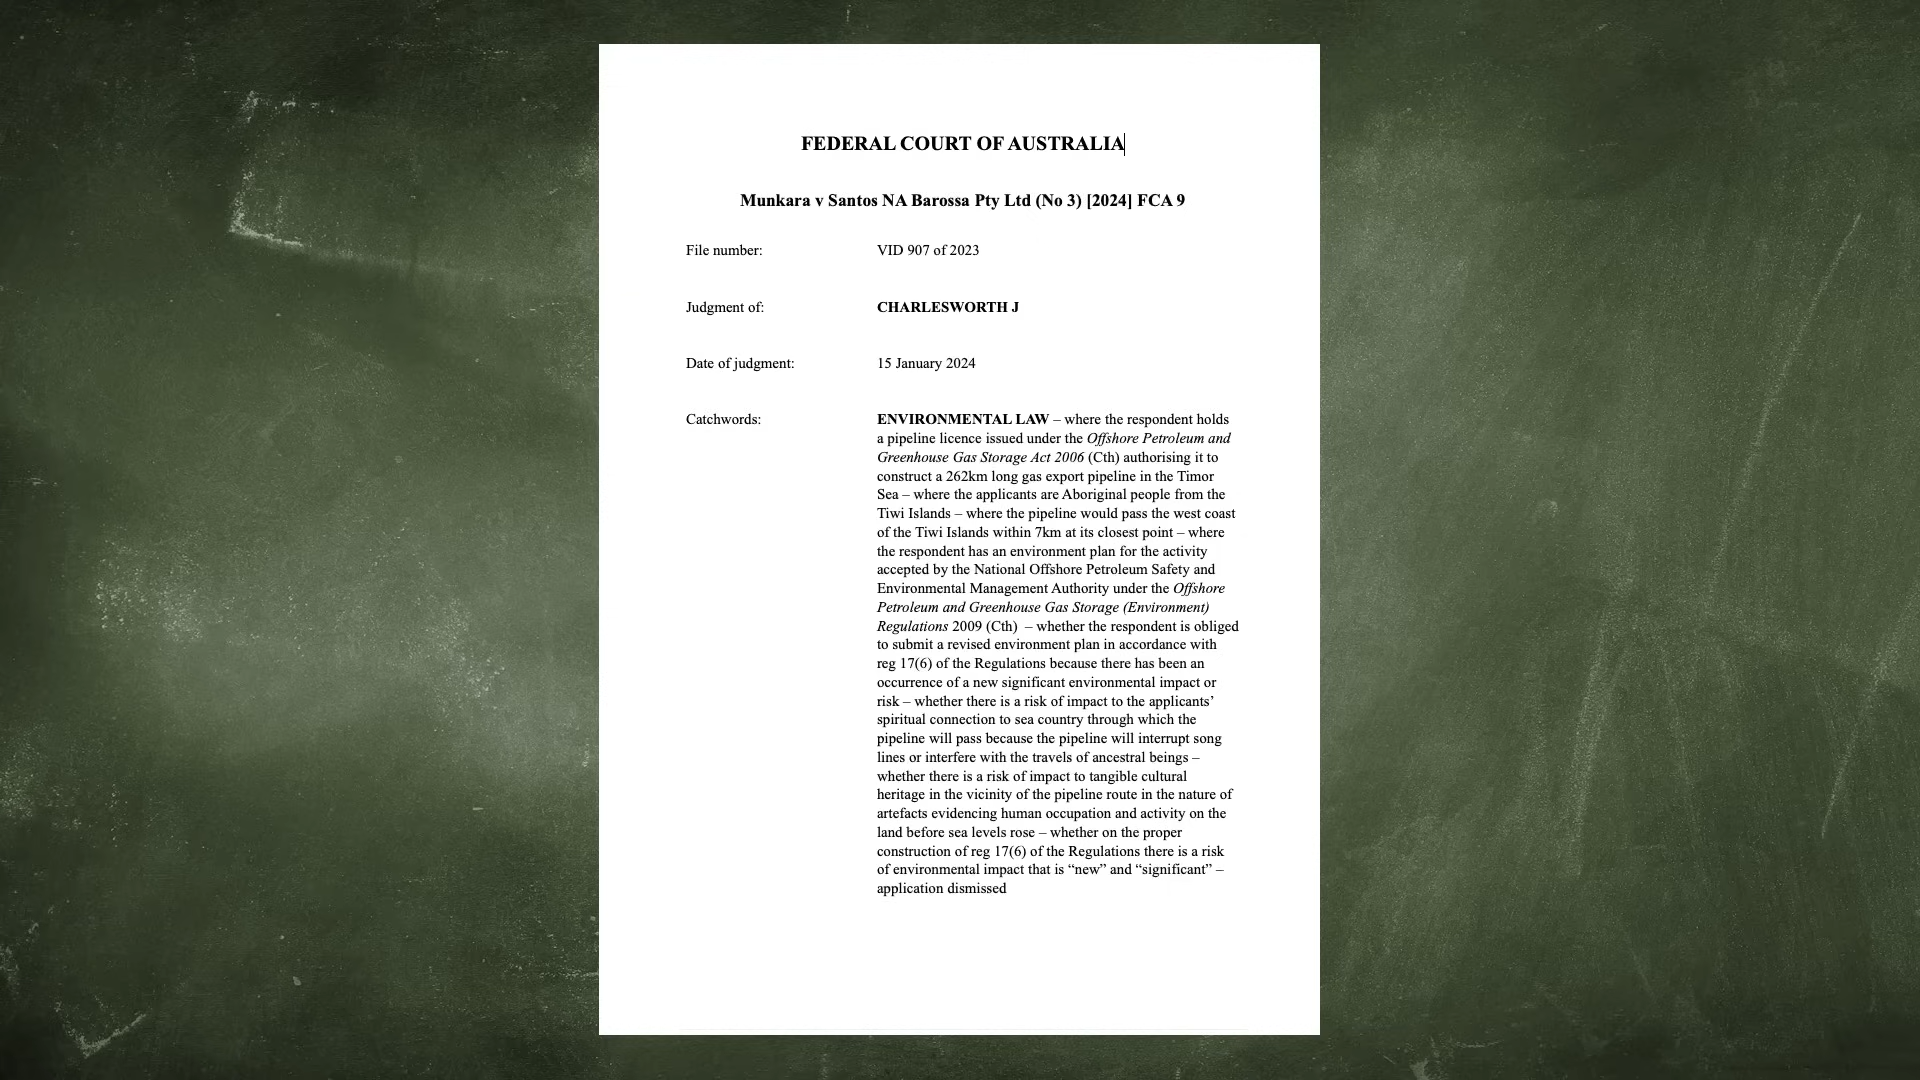 FEDERAL COURT OF AUSTRALIA
Munkara v Santos NA Barossa Pty Ltd (No 3) [2024] FCA 9
File number: VID 907 of 2023
Judgment of: CHARLESWORTH J
Date of judgment: 15 January 2024
Catchwords: ENVIRONMENTAL LAW – where the respondent holds
a pipeline licence issued under the Offshore Petroleum and
Greenhouse Gas Storage Act 2006 (Cth) authorising it to
construct a 262km long gas export pipeline in the Timor
Sea – where the applicants are Aboriginal people from the
Tiwi Islands – where the pipeline would pass the west coast
of the Tiwi Islands within 7km at its closest point – where
the respondent has an environment plan for the activity
accepted by the National Offshore Petroleum Safety and
Environmental Management Authority under the Offshore
Petroleum and Greenhouse Gas Storage (Environment)
Regulations 2009 (Cth) – whether the respondent is obliged
to submit a revised environment plan in accordance with
reg 17(6) of the Regulations because there has been an
occurrence of a new significant environmental impact or
risk – whether there is a risk of impact to the applicants’
spiritual connection to sea country through which the
pipeline will pass because the pipeline will interrupt song
lines or interfere with the travels of ancestral beings –
whether there is a risk of impact to tangible cultural
heritage in the vicinity of the pipeline route in the nature of
artefacts evidencing human occupation and activity on the
land before sea levels rose – whether on the proper
construction of reg 17(6) of the Regulations there is a risk
of environmental impact that is “new” and “significant” –
application dismissed